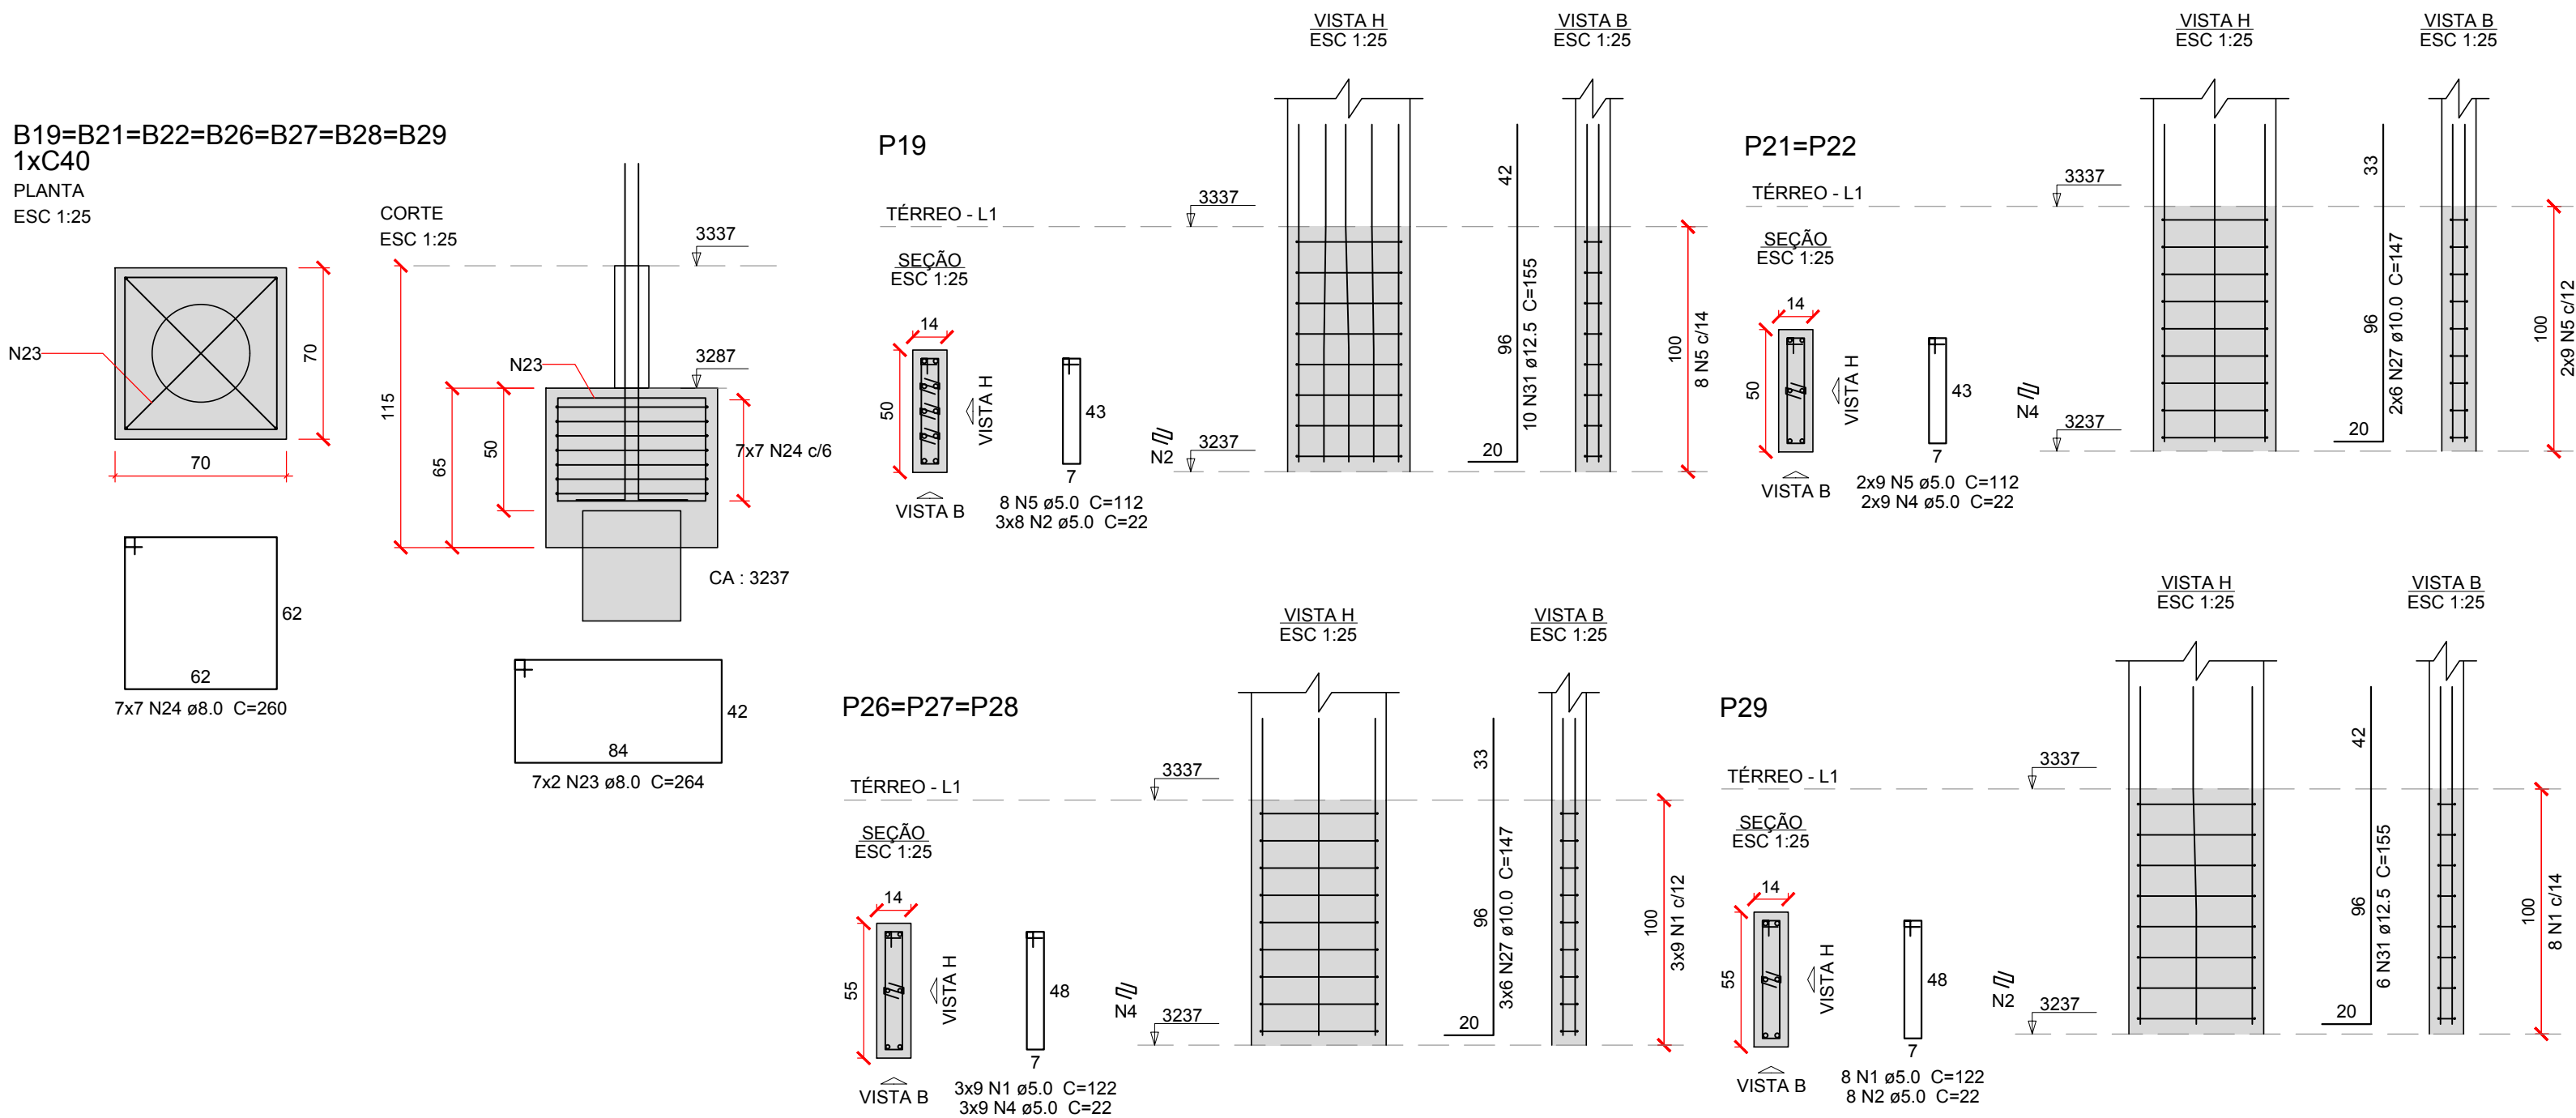 B19=B21=B22=B26=B27=B28=B29
1xC40
PLANTA
ESC 1:25
N23
70
70
62
62
7x7 N24 ø8.0 C=260
CORTE
ESC 1:25
3337
3287
N23
115
65
50
7x7 N24 c/6
CA : 3237
42
84
7x2 N23 ø8.0 C=264
P19
VISTA H
ESC 1:25
VISTA B
ESC 1:25
TÉRREO - L1
3337
SEÇÃO
ESC 1:25
14
50
VISTA H
VISTA B
43
7
8 N5 ø5.0 C=112
3x8 N2 ø5.0 C=22
N2
3237
42
96
20
10 N31 ø12.5 C=155
100
8 N5 c/14
P21=P22
VISTA H
ESC 1:25
VISTA B
ESC 1:25
TÉRREO - L1
3337
SEÇÃO
ESC 1:25
14
50
VISTA H
VISTA B
43
7
2x9 N5 ø5.0 C=112
2x9 N4 ø5.0 C=22
N4
3237
33
96
20
2x6 N27 ø10.0 C=147
100
2x9 N5 c/12
P26=P27=P28
VISTA H
ESC 1:25
VISTA B
ESC 1:25
TÉRREO - L1
3337
SEÇÃO
ESC 1:25
14
55
VISTA H
VISTA B
48
7
3x9 N1 ø5.0 C=122
3x9 N4 ø5.0 C=22
N4
3237
33
96
20
3x6 N27 ø10.0 C=147
100
3x9 N1 c/12
P29
VISTA H
ESC 1:25
VISTA B
ESC 1:25
TÉRREO - L1
3337
SEÇÃO
ESC 1:25
14
55
VISTA H
VISTA B
48
7
8 N1 ø5.0 C=122
8 N2 ø5.0 C=22
N2
3237
42
96
20
6 N31 ø12.5 C=155
100
8 N1 c/14